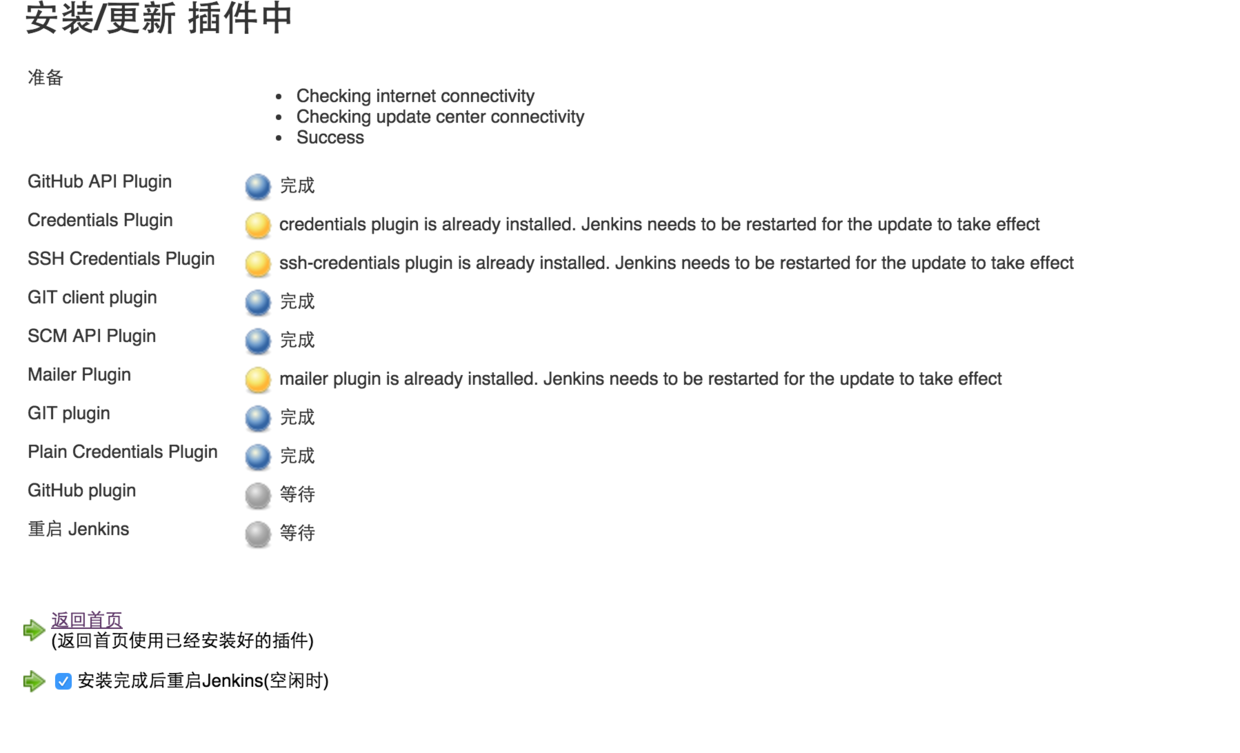 安装/更新 插件中
准备
Checking internet connectivity
Checking update center connectivity
Success
GitHub API Plugin 完成
Credentials Plugin credentials plugin is already installed. Jenkins needs to be restarted for the update to take effect
SSH Credentials Plugin ssh-credentials plugin is already installed. Jenkins needs to be restarted for the update to take effect
GIT client plugin 完成
SCM API Plugin 完成
Mailer Plugin mailer plugin is already installed. Jenkins needs to be restarted for the update to take effect
GIT plugin 完成
Plain Credentials Plugin 完成
GitHub plugin 等待
重启 Jenkins 等待
返回首页
(返回首页使用已经安装好的插件)
安装完成后重启Jenkins(空闲时)